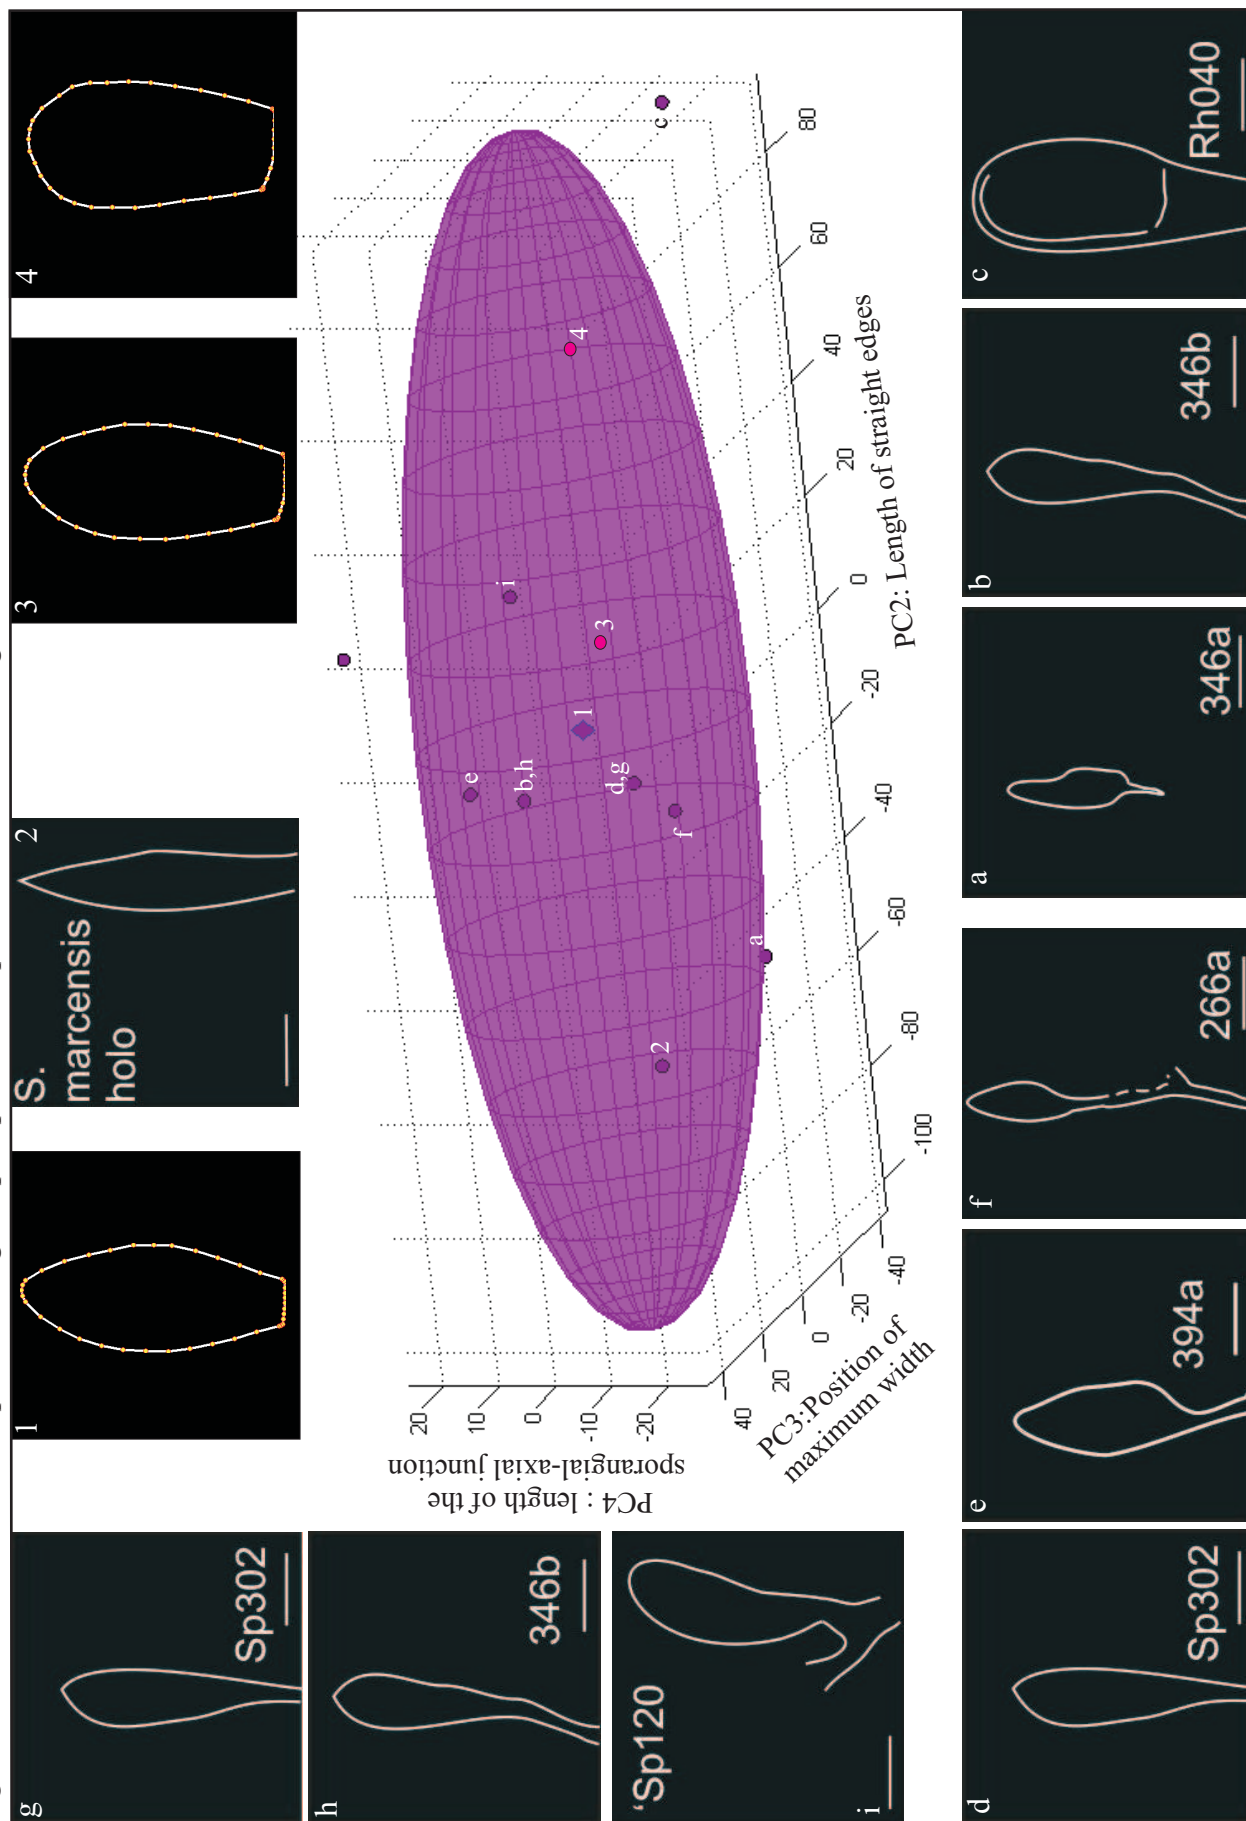 1
S.
marcensis
holo
2
3
4
g
Sp302
h
346b
‘Sp120
i
PC4 : length of the
sporangial-axial junction
20
10
0
-10
-20
PC3:Position of
maximum width
40
20
0
-20
-40
PC2: Length of straight edges
-100
-80
-60
-40
-20
0
20
40
60
80
e
b,h
d,g
f
a
2
1
3
i
4
c
d
Sp302
e
394a
f
266a
a
346a
b
346b
c
Rh040